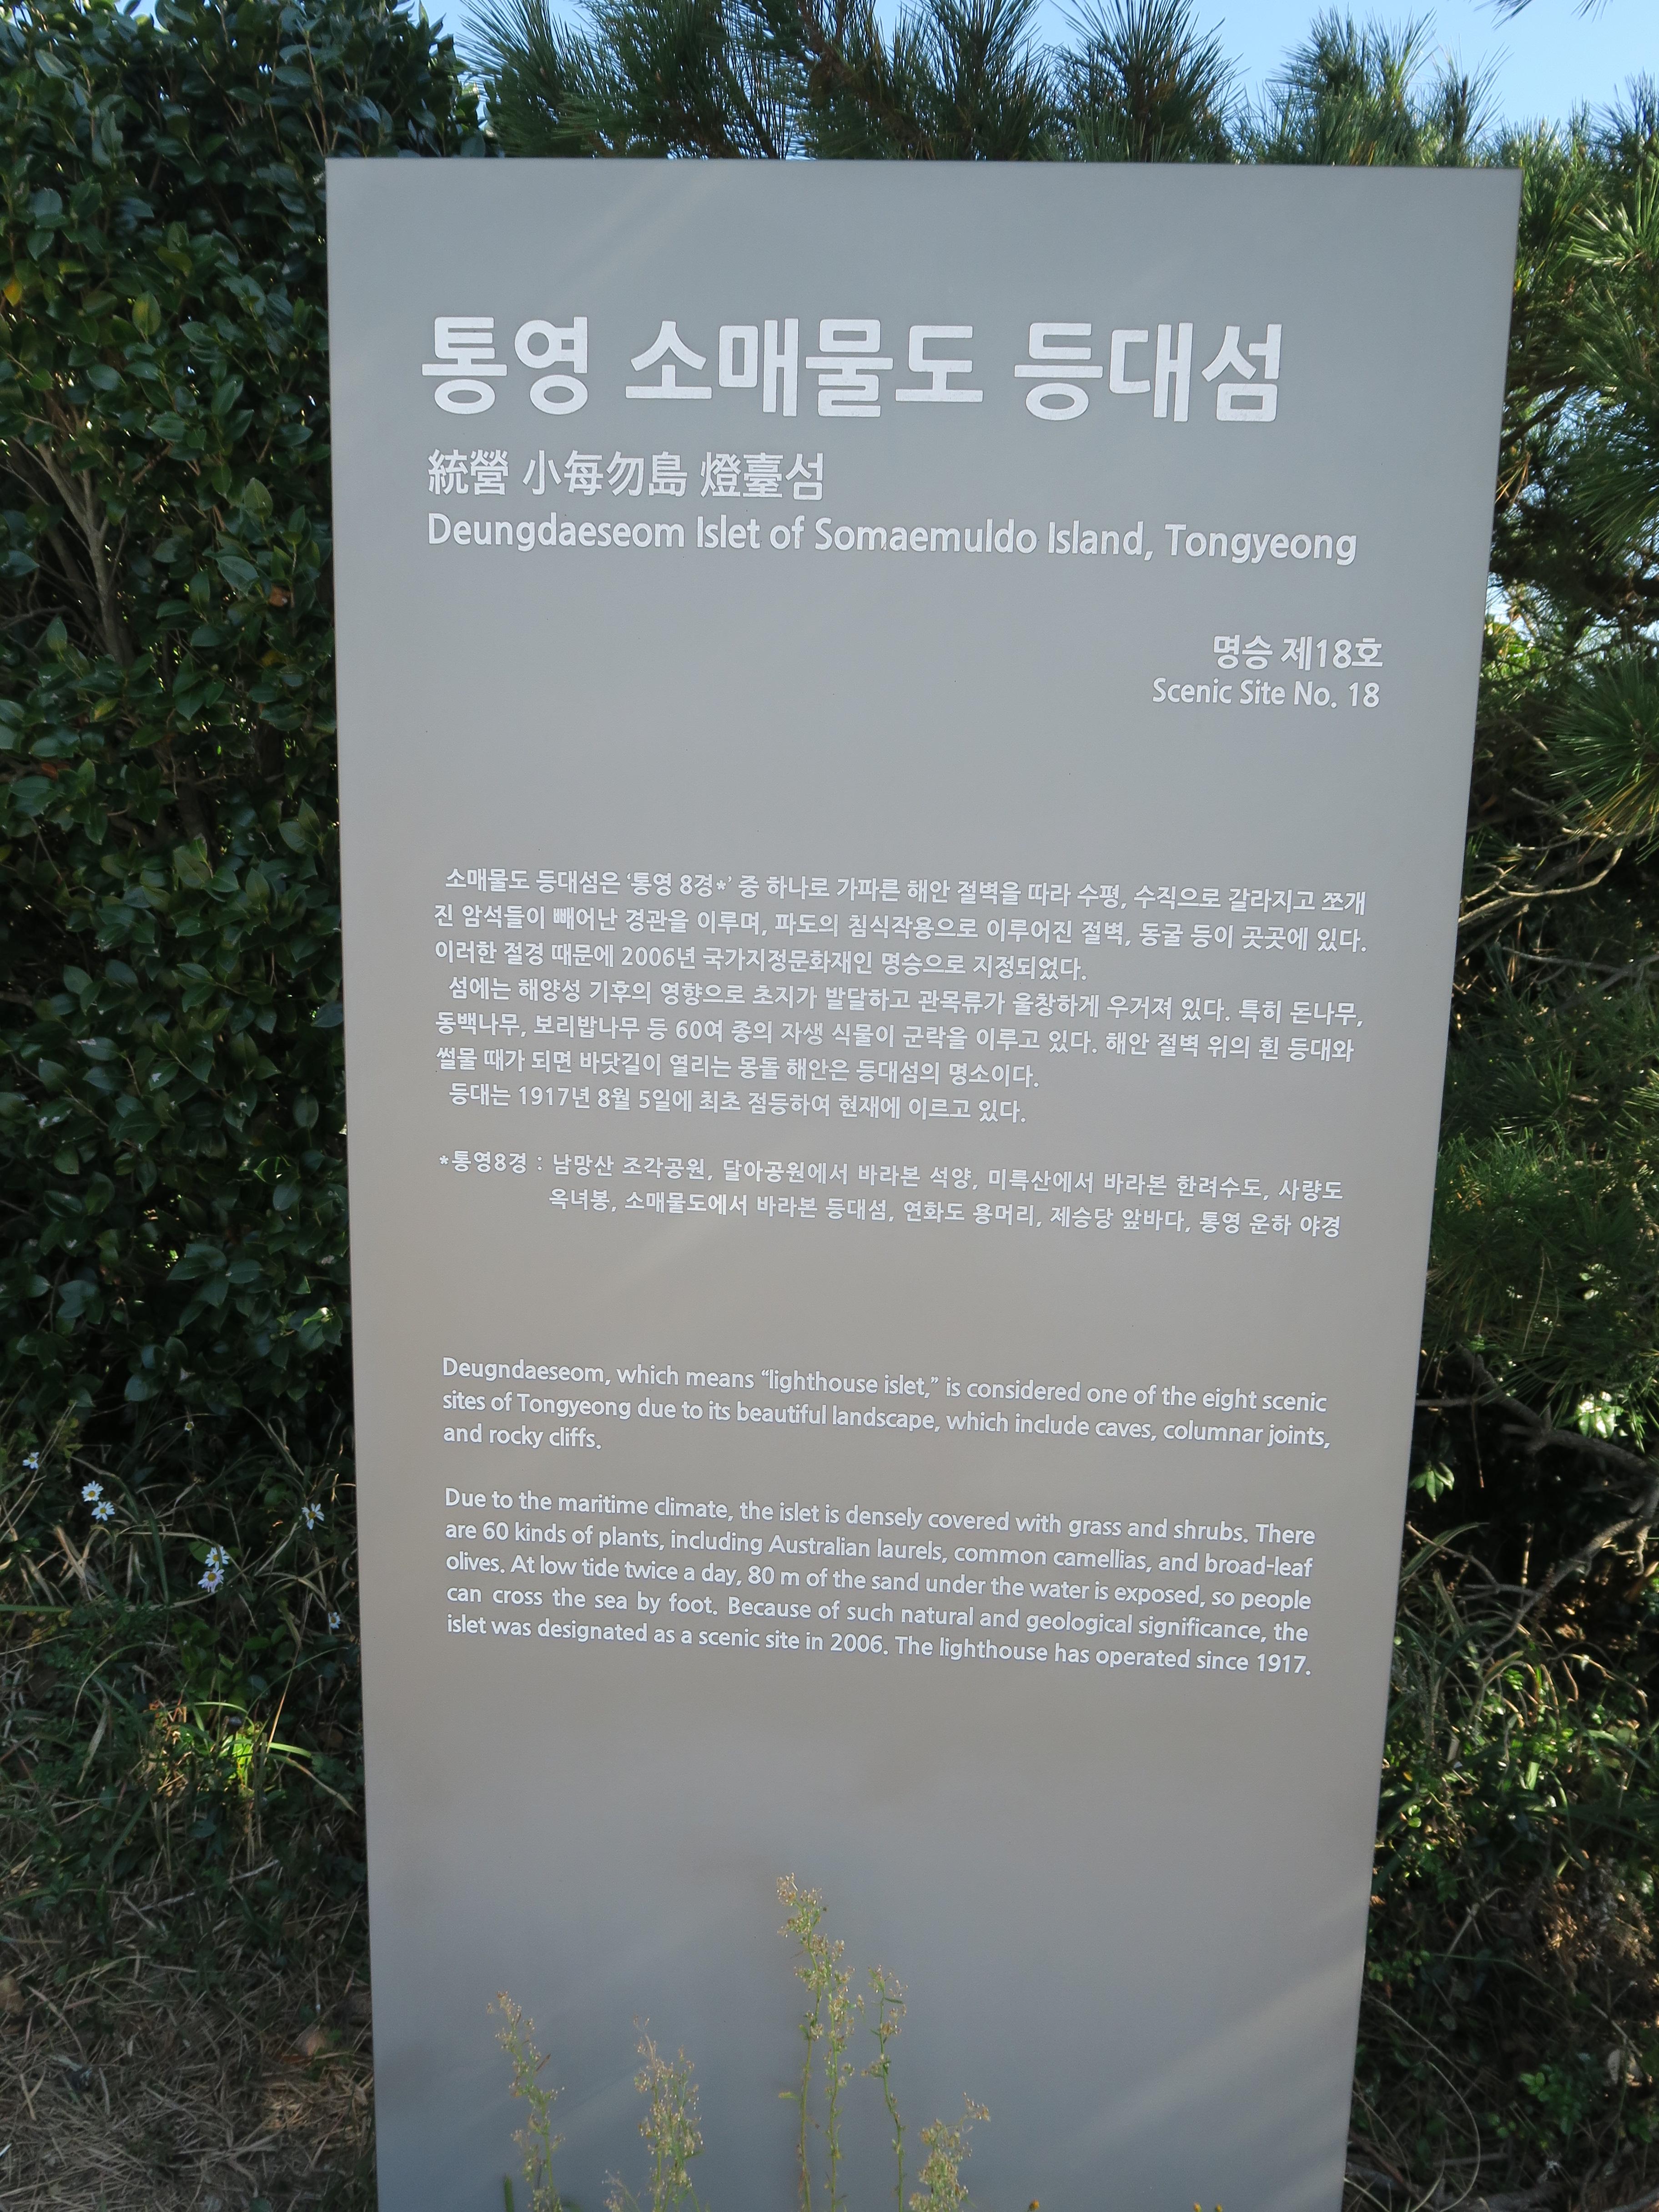 통영 소매물도 등대섬
統營 小每勿島 燈臺섬
Deungdaeseom Islet of Somaemuldo Island, Tongyeong
명승 제18호
Scenic Site No. 18
소매물도 등대섬은 ‘통영 8경*’ 중 하나로 가파른 해안 절벽을 따라 수평, 수직으로 갈라지고 쪼개
진 암석들이 빼어난 경관을 이루며, 파도의 침식작용으로 이루어진 절벽, 동굴 등이 곳곳에 있다.
이러한 절경 때문에 2006년 국가지정문화재인 명승으로 지정되었다.
섬에는 해양성 기후의 영향으로 초지가 발달하고 관목류가 울창하게 우거져 있다. 특히 돈나무,
동백나무, 보리밥나무 등 60여 종의 자생 식물이 군락을 이루고 있다. 해안 절벽 위의 흰 등대와
썰물 때가 되면 바닷길이 열리는 몽돌 해안은 등대섬의 명소이다.
등대는 1917년 8월 5일에 최초 점등하여 현재에 이르고 있다.
*통영8경 : 남망산 조각공원, 달아공원에서 바라본 석양, 미륵산에서 바라본 한려수도, 사량도
옥녀봉, 소매물도에서 바라본 등대섬, 연화도 용머리, 제승당 앞바다, 통영 운하 야경
Deugndaeseom, which means “lighthouse islet,” is considered one of the eight scenic
sites of Tongyeong due to its beautiful landscape, which include caves, columnar joints,
and rocky cliffs.
Due to the maritime climate, the islet is densely covered with grass and shrubs. There
are 60 kinds of plants, including Australian laurels, common camellias, and broad-leaf
olives. At low tide twice a day, 80 m of the sand under the water is exposed, so people
can cross the sea by foot. Because of such natural and geological significance, the
islet was designated as a scenic site in 2006. The lighthouse has operated since 1917.